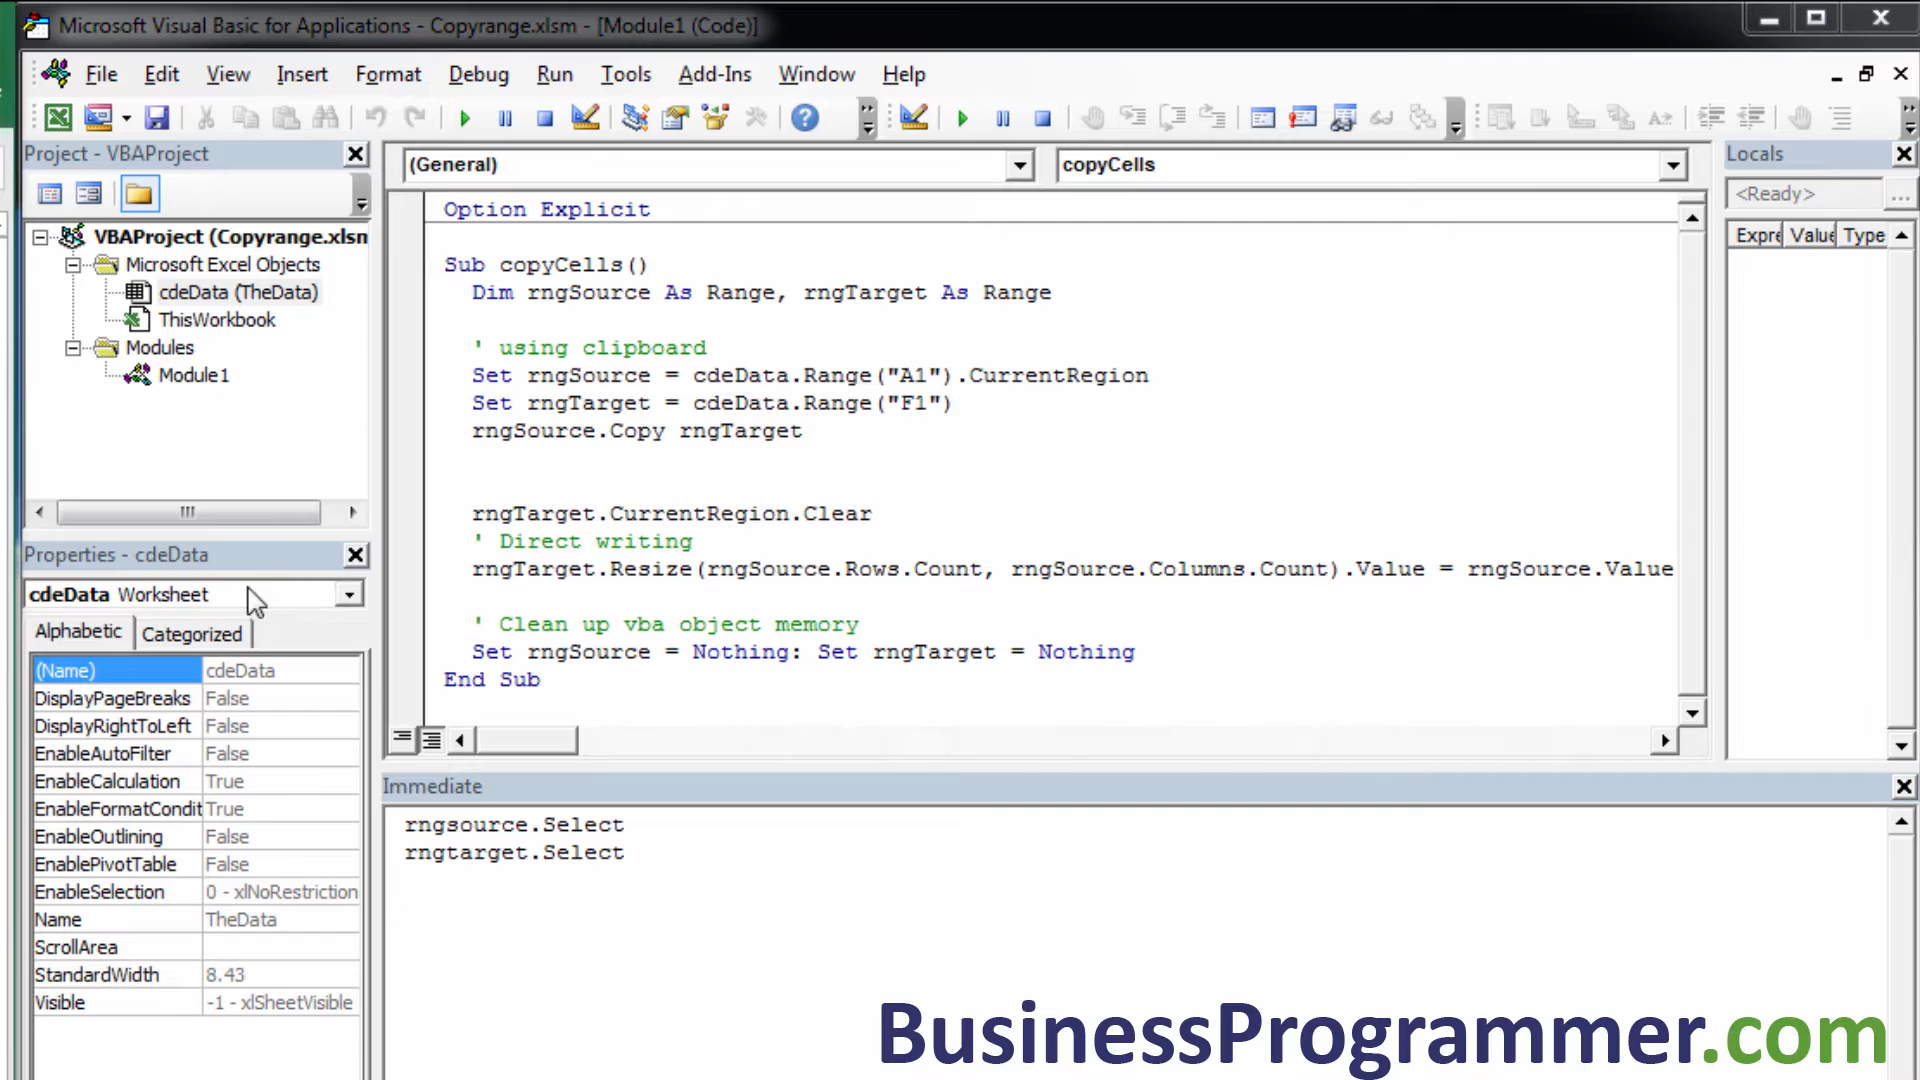 Microsoft Visual Basic for Applications - Copyrange.xlsm - [Module1 (Code)]
File Edit View Insert Format Debug Run Tools Add-Ins Window Help
Project - VBAProject
VBAProject (Copyrange.xlsn
Microsoft Excel Objects
cdeData (TheData)
ThisWorkbook
Modules
Module1
Properties - cdeData
cdeData Worksheet
Alphabetic Categorized
(Name) cdeData
DisplayPageBreaks False
DisplayRightToLeft False
EnableAutoFilter False
EnableCalculation True
EnableFormatCondit True
EnableOutlining False
EnablePivotTable False
EnableSelection 0 - xlNoRestriction
Name TheData
ScrollArea
StandardWidth 8.43
Visible -1 - xlSheetVisible
(General) copyCells
Option Explicit
Sub copyCells()
Dim rngSource As Range, rngTarget As Range
' using clipboard
Set rngSource = cdeData.Range("A1").CurrentRegion
Set rngTarget = cdeData.Range("F1")
rngSource.Copy rngTarget
rngTarget.CurrentRegion.Clear
' Direct writing
rngTarget.Resize(rngSource.Rows.Count, rngSource.Columns.Count).Value = rngSource.Value
' Clean up vba object memory
Set rngSource = Nothing: Set rngTarget = Nothing
End Sub
Locals
<Ready> ...
Expre Value Type
Immediate
rngsource.Select
rngtarget.Select
BusinessProgrammer.com